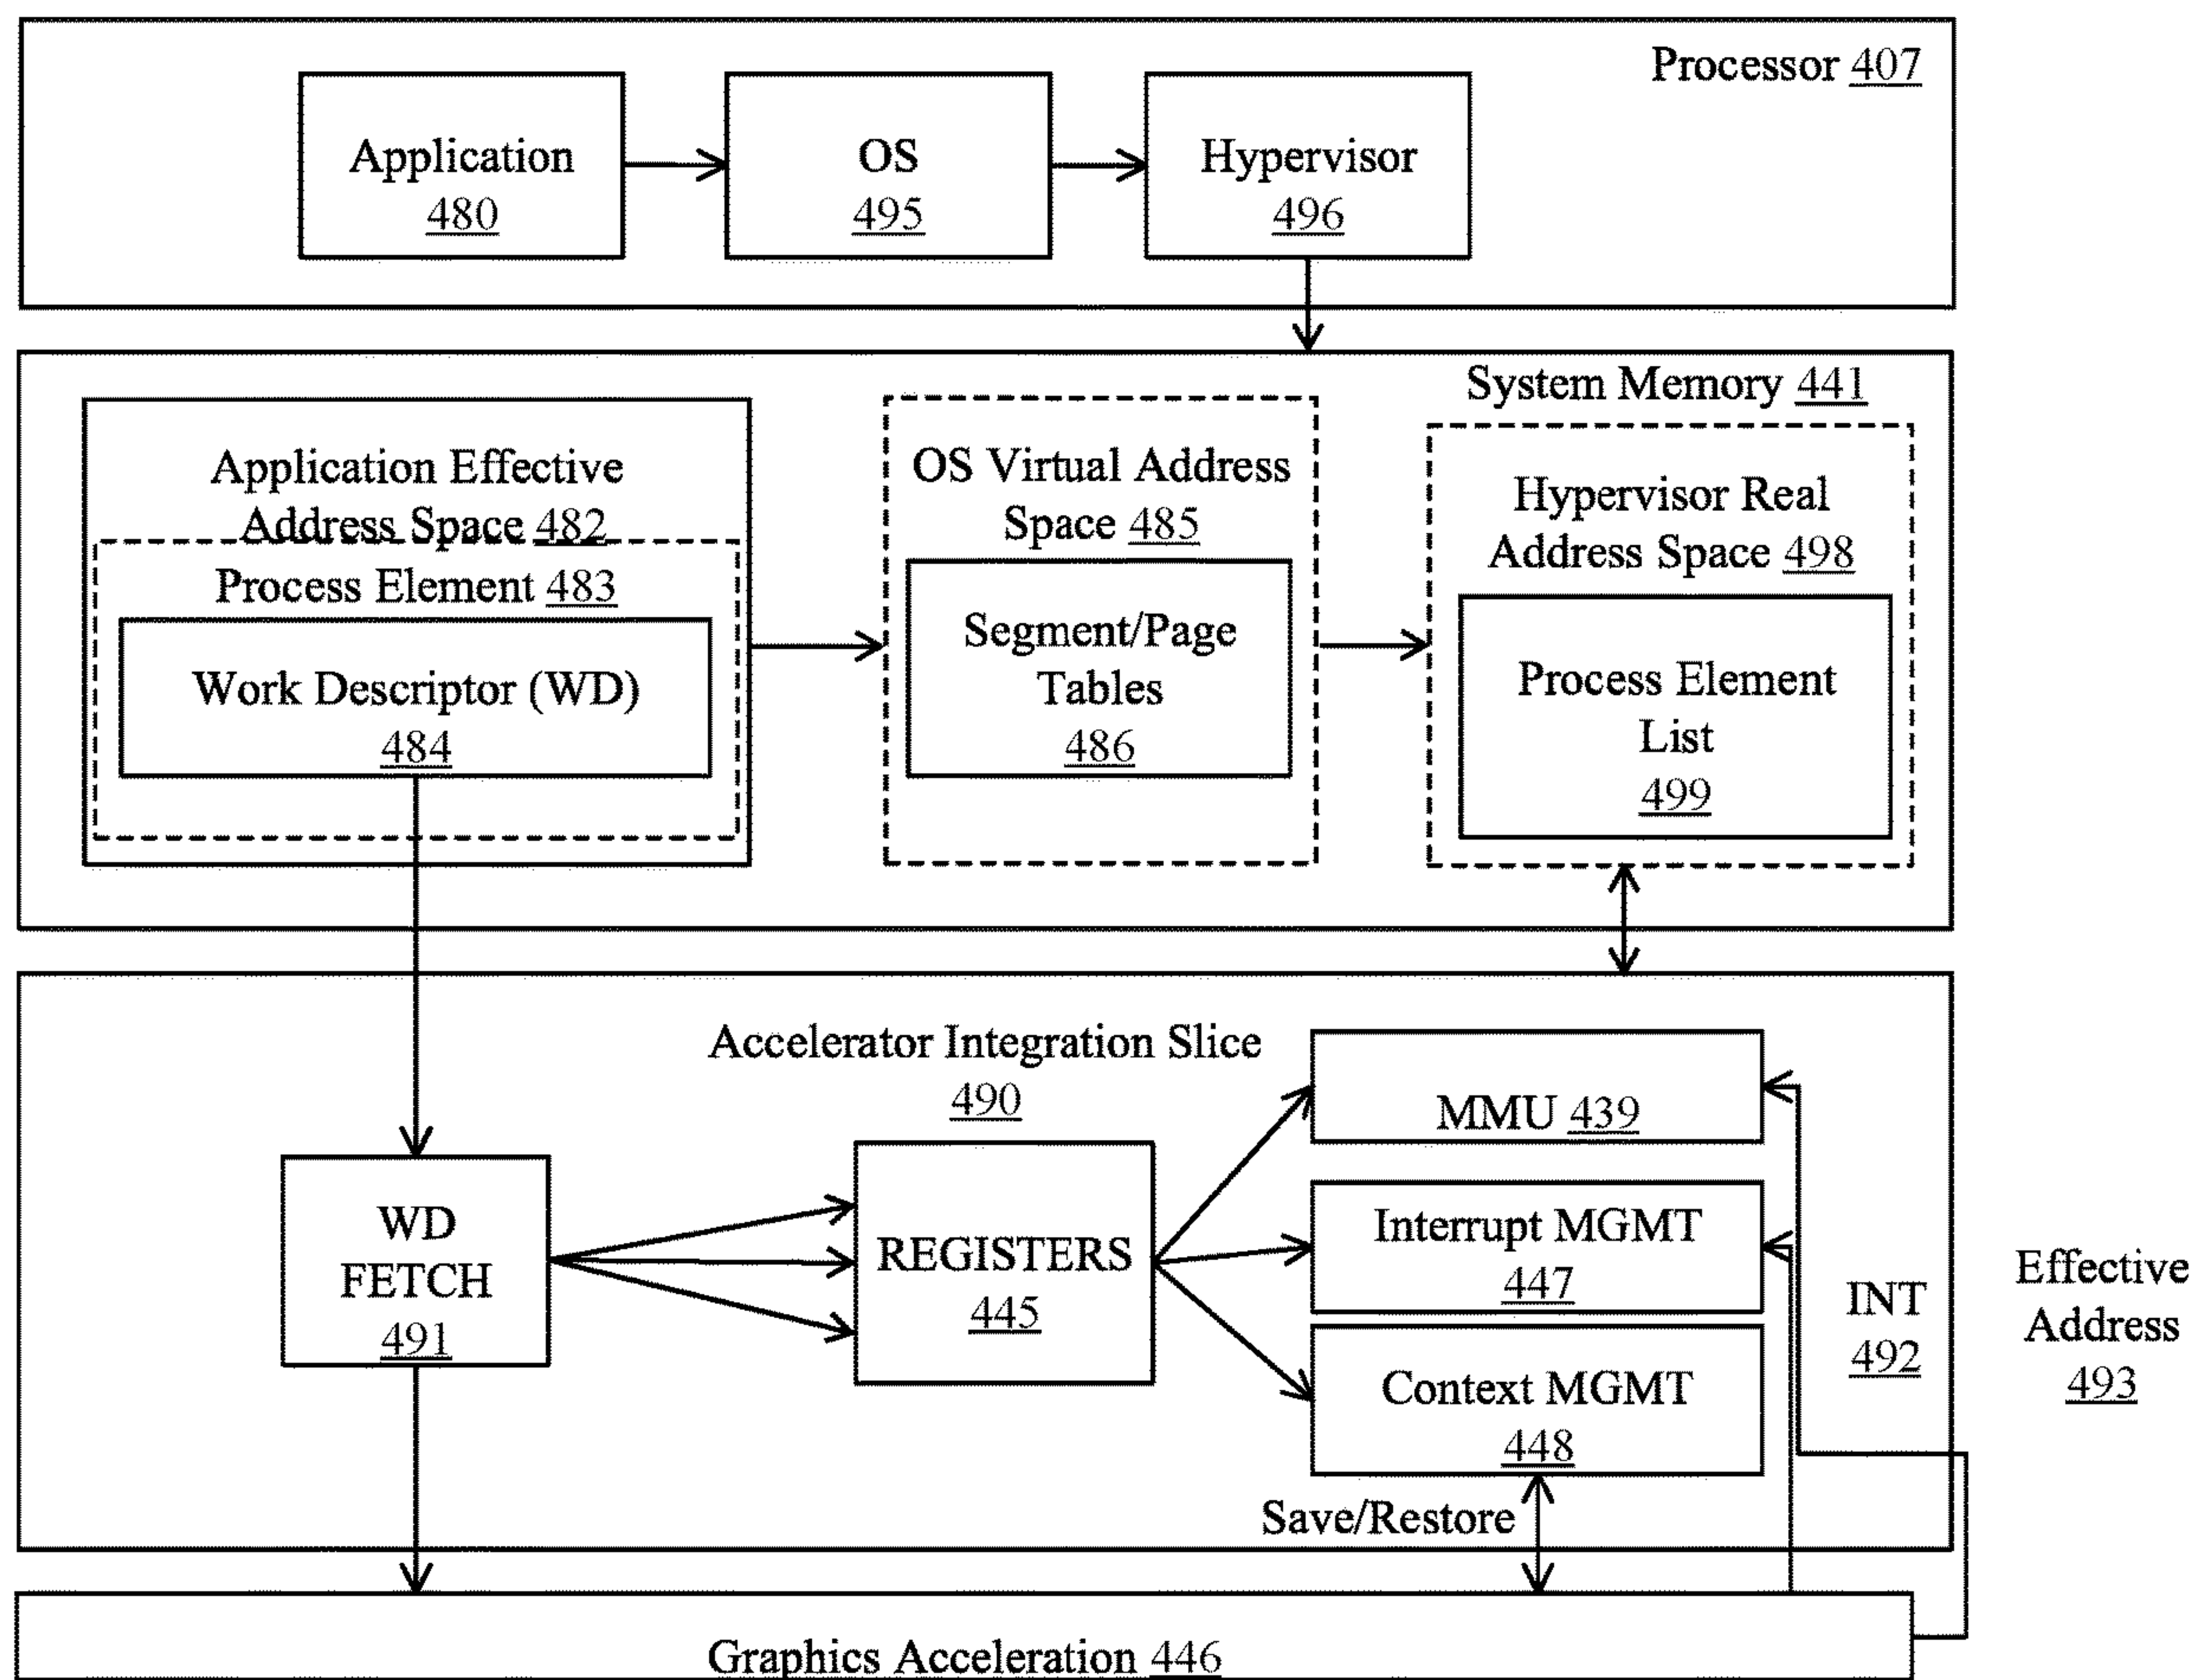 Processor 407
Application
480
OS
495
Hypervisor
496
System Memory 441
Application Effective
Address Space 482
Process Element 483
Work Descriptor (WD)
484
OS Virtual Address
Space 485
Segment/Page
Tables
486
Hypervisor Real
Address Space 498
Process Element
List
499
Accelerator Integration Slice
490
WD
FETCH
491
REGISTERS
445
MMU 439
Interrupt MGMT
447
Context MGMT
448
INT
492
Effective
Address
493
Save/Restore
Graphics Acceleration 446